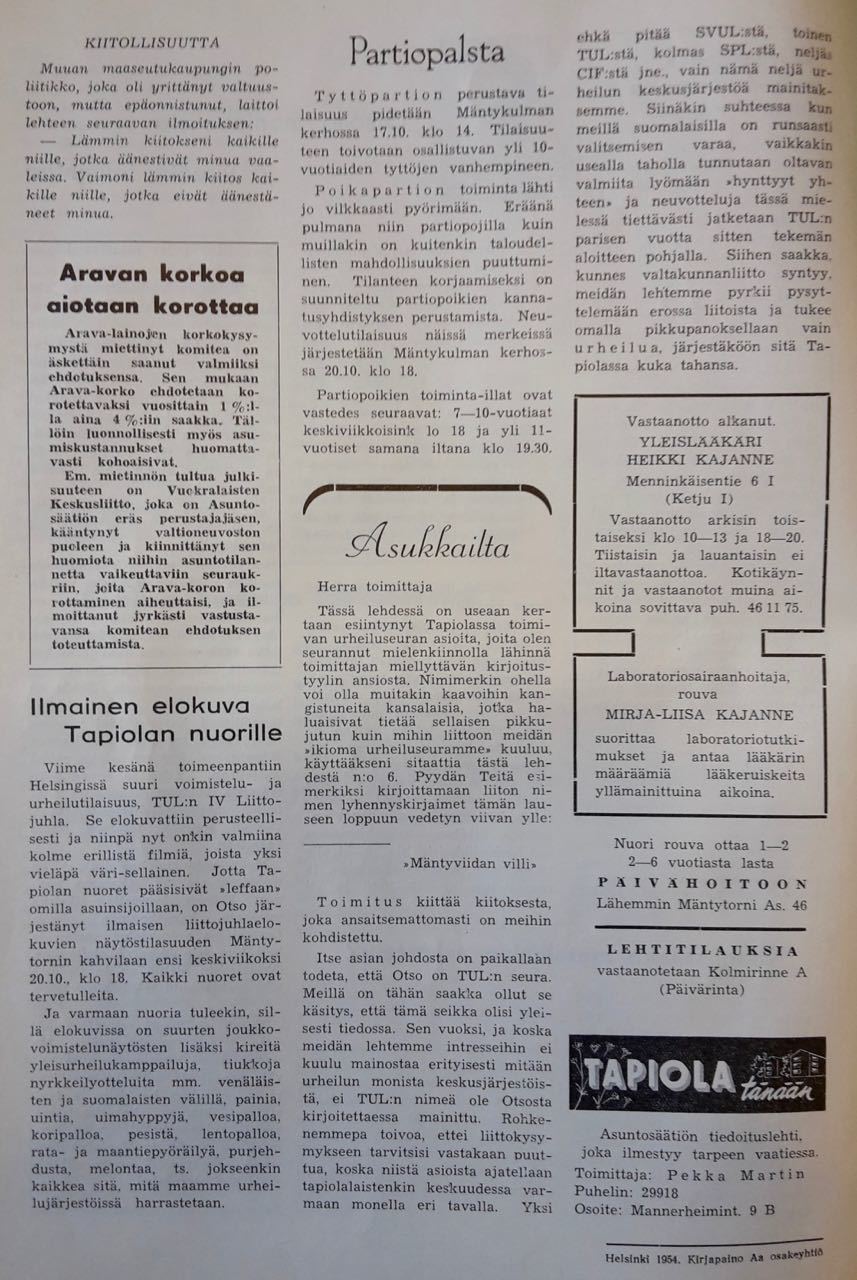 KIITOLLISUUTTA
Muuan maaseutukaupungin po-
liitikko, joka oli yrittänyt valtuus-
toon, mutta epäonnistunut, laittoi
lehteen seuraavan ilmoituksen:
— Lämmin kiitokseni kaikille
niille, jotka äänestivät minua vaa-
leissa. Vaimoni lämmin kiitos kai-
kille niille, jotka eivät äänestä-
neet minua.
Aravan korkoa
aiotaan korottaa
Arava-lainojen korkokysy-
mystä miettinyt komitea on
äskettäin saanut valmiiksi
ehdotuksensa. Sen mukaan
Arava-korko ehdotetaan ko-
rotettavaksi vuosittain 1 %:l-
la aina 4 %:iin saakka. Täl-
löin luonnollisesti myös asu-
miskustannukset huomatta-
vasti kohoaisivat.
Em. mietinnön tultua julki-
suuteen on Vuokralaisten
Keskusliitto, joka on Asunto-
säätiön eräs perustajajäsen,
kääntynyt valtioneuvoston
puoleen ja kiinnittänyt sen
huomiota niihin asuntotilan-
netta vaikeuttaviin seurauk-
riin, joita Arava-koron ko-
rottaminen aiheuttaisi, ja il-
moittanut jyrkästi vastusta-
vansa komitean ehdotuksen
toteuttamista.
Ilmainen elokuva
Tapiolan nuorille
Viime kesänä toimeenpantiin
Helsingissä suuri voimistelu- ja
urheilutilaisuus, TUL:n IV Liitto-
juhla. Se elokuvattiin perusteelli-
sesti ja niinpä nyt onkin valmiina
kolme erillistä filmiä, joista yksi
vieläpä väri-sellainen. Jotta Ta-
piolan nuoret pääsisivät »leffaan»
omilla asuinsijoillaan, on Otso jär-
jestänyt ilmaisen liittojuhlaelo-
kuvien näytöstilasuuden Mänty-
tornin kahvilaan ensi keskiviikoksi
20.10., klo 18. Kaikki nuoret ovat
tervetulleita.
Ja varmaan nuoria tuleekin, sil-
lä elokuvissa on suurten joukko-
voimistelunäytösten lisäksi kireitä
yleisurheilukamppailuja, tiukkoja
nyrkkeilyotteluita mm. venäläis-
ten ja suomalaisten välillä, painia,
uintia, uimahyppyjä, vesipalloa,
koripalloa, pesistä, lentopalloa,
rata- ja maantiepyöräilyä, purjeh-
dusta, melontaa, ts. jokseenkin
kaikkea sitä, mitä maamme urhei-
lujärjestöissä harrastetaan.
Partiopalsta
Tyttöpartion perustava ti-
laisuus pidetään Mäntykulman
kerhossa 17.10. klo 14. Tilaisuu-
teen toivotaan osallistuvan yli 10-
vuotiaiden tyttöjen vanhempineen.
Poikapartion toiminta lähti
jo vilkkaasti pyörimään. Eräänä
pulmana niin partiopojilla kuin
muillakin on kuitenkin taloudel-
listen mahdollisuuksien puuttumi-
nen. Tilanteen korjaamiseksi on
suunniteltu partiopoikien kanna-
tusyhdistyksen perustamista. Neu-
vottelutilaisuus näissä merkeissä
järjestetään Mäntykulman kerhos-
sa 20.10. klo 18.
Partiopoikien toiminta-illat ovat
vastedes seuraavat: 7—10-vuotiaat
keskiviikkoisink lo 18 ja yli 11-
vuotiset samana iltana klo 19.30.
Asukkailta
Herra toimittaja
Tässä lehdessä on useaan ker-
taan esiintynyt Tapiolassa toimi-
van urheiluseuran asioita, joita olen
seurannut mielenkiinnolla lähinnä
toimittajan miellyttävän kirjoitus-
tyylin ansiosta. Nimimerkin ohella
voi olla muitakin kaavoihin kan-
gistuneita kansalaisia, jotka ha-
luaisivat tietää sellaisen pikku-
jutun kuin mihin liittoon meidän
»ikioma urheiluseuramme» kuuluu,
käyttääkseni sitaattia tästä leh-
destä n:o 6. Pyydän Teitä esi-
merkiksi kirjoittamaan liiton ni-
men lyhennyskirjaimet tämän lau-
seen loppuun vedetyn viivan ylle:
»Mäntyviidan villi»
Toimitus kiittää kiitoksesta,
joka ansaitsemattomasti on meihin
kohdistettu.
Itse asian johdosta on paikallaan
todeta, että Otso on TUL:n seura.
Meillä on tähän saakka ollut se
käsitys, että tämä seikka olisi ylei-
sesti tiedossa. Sen vuoksi, ja koska
meidän lehtemme intresseihin ei
kuulu mainostaa erityisesti mitään
urheilun monista keskusjärjestöis-
tä, ei TUL:n nimeä ole Otsosta
kirjoitettaessa mainittu. Rohke-
nemmepa toivoa, ettei liittokysy-
mykseen tarvitsisi vastakaan puut-
tua, koska niistä asioista ajatellaan
tapiolalaistenkin keskuudessa var-
maan monella eri tavalla. Yksi
ehkä pitää SVUL:stä, toinen
TUL:stä, kolmas SPL:stä, neljäs
CIF:stä jne., vain nämä neljä ur-
heilun keskusjärjestöä mainitak-
semme. Siinäkin suhteessa kun
meillä suomalaisilla on runsaasti
valitsemisen varaa, vaikkakin
usealla taholla tunnutaan oltavan
valmiita lyömään »hynttyyt yh-
teen» ja neuvotteluja tässä mie-
lessä tiettävästi jatketaan TUL:n
parisen vuotta sitten tekemän
aloitteen pohjalla. Siihen saakka,
kunnes valtakunnanliitto syntyy,
meidän lehtemme pyrkii pysyt-
telemään erossa liitoista ja tukee
omalla pikkupanoksellaan vain
urheilua, järjestäköön sitä Ta-
piolassa kuka tahansa.
Vastaanotto alkanut.
YLEISLÄÄKÄRI
HEIKKI KAJANNE
Menninkäisentie 6 I
(Ketju I)
Vastaanotto arkisin tois-
taiseksi klo 10—13 ja 18—20.
Tiistaisin ja lauantaisin ei
iltavastaanottoa. Kotikäyn-
nit ja vastaanotot muina ai-
koina sovittava puh. 46 11 75.
Laboratoriosairaanhoitaja,
rouva
MIRJA-LIISA KAJANNE
suorittaa laboratoriotutki-
mukset ja antaa lääkärin
määräämiä lääkeruiskeita
yllämainittuina aikoina.
Nuori rouva ottaa 1—2
2—6 vuotiasta lasta
PÄIVÄHOITOON
Lähemmin Mäntytorni As. 46
LEHTITILAUKSIA
vastaanotetaan Kolmirinne A
(Päivärinta)
TAPIOLA
tänään
Asuntosäätiön tiedoituslehti,
joka ilmestyy tarpeen vaatiessa.
Toimittaja: Pekka Martin
Puhelin: 29918
Osoite: Mannerheimint. 9 B
Helsinki 1954. Kirjapaino Aa osakeyhtiö